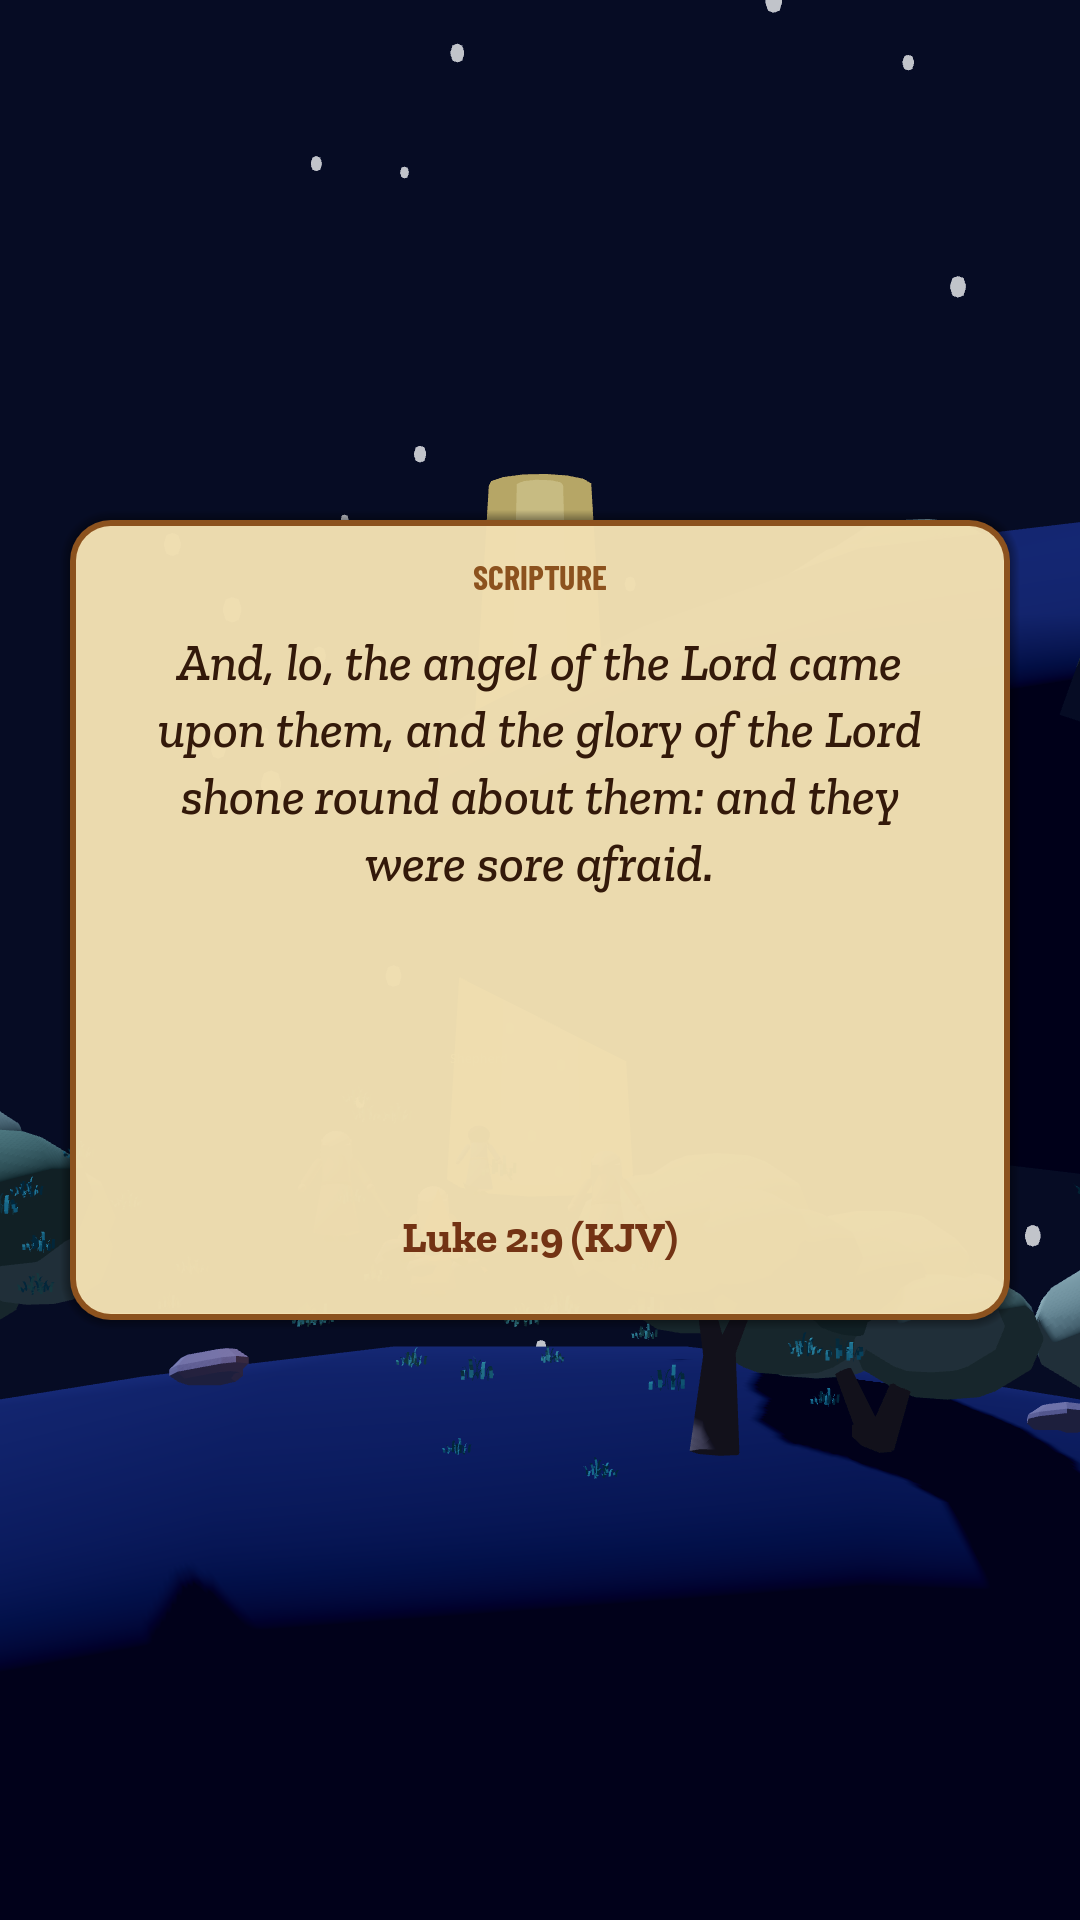 SCRIPTURE
And, lo, the angel of the Lord came
upon them, and the glory of the Lord
shone round about them: and they
were sore afraid.
Luke 2:9 (KJV)